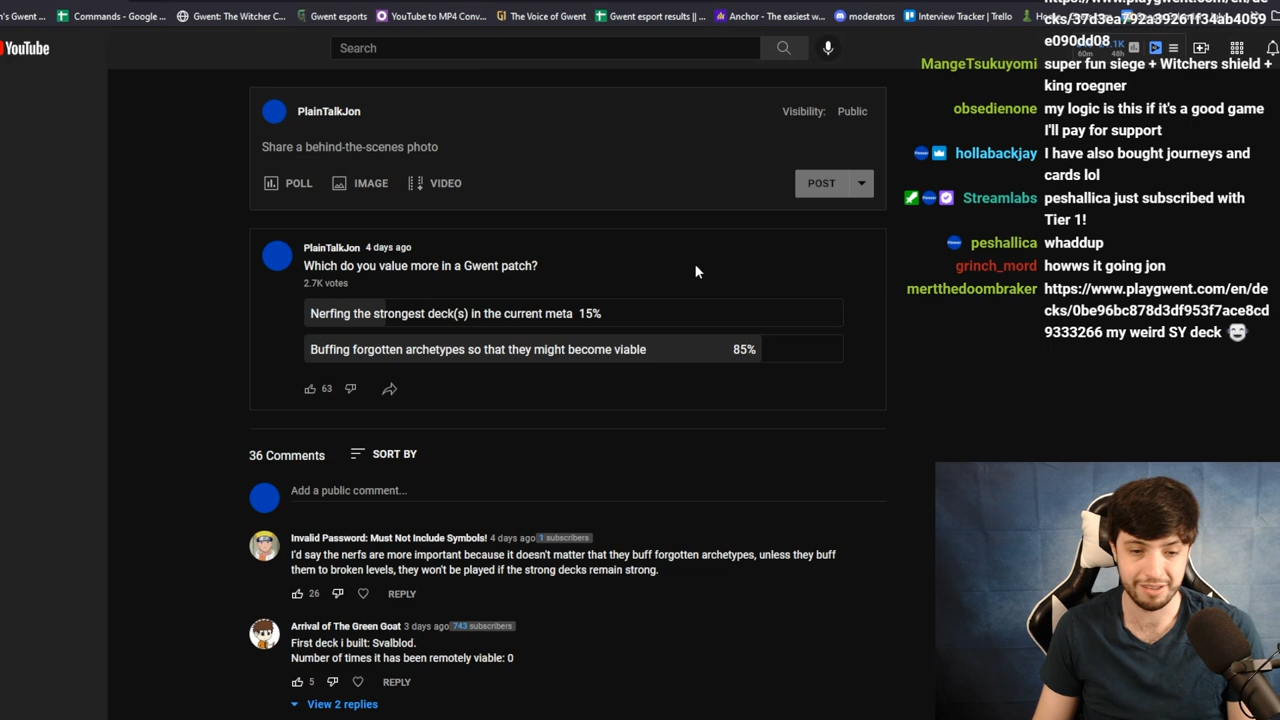 's Gwent ...
Commands - Google ...
Gwent: The Witcher C...
Gwent esports
YouTube to MP4 Conv...
The Voice of Gwent
Gwent esport results || ...
Anchor - The easiest w...
moderators
Interview Tracker | Trello
YouTube
Search
PlainTalkJon
Visibility: Public
Share a behind-the-scenes photo
POLL
IMAGE
VIDEO
POST
PlainTalkJon 4 days ago
Which do you value more in a Gwent patch?
2.7K votes
Nerfing the strongest deck(s) in the current meta 15%
Buffing forgotten archetypes so that they might become viable 85%
63
36 Comments
SORT BY
Add a public comment...
Invalid Password: Must Not Include Symbols! 4 days ago 1 subscribers
I'd say the nerfs are more important because it doesn't matter that they buff forgotten archetypes, unless they buff
them to broken levels, they won't be played if the strong decks remain strong.
26
REPLY
Arrival of The Green Goat 3 days ago 743 subscribers
First deck i built: Svalblod.
Number of times it has been remotely viable: 0
5
REPLY
View 2 replies
https://www.playgwent.com/en/de
cks/37d3ea792a39261f34ab4059
e090dd08
60m
48h
MangeTsukuyomi super fun siege + Witchers shield +
king roegner
obsedienone my logic is this if it's a good game
I'll pay for support
hollabackjay I have also bought journeys and
cards lol
Streamlabs peshallica just subscribed with
Tier 1!
peshallica whaddup
grinch_mord howws it going jon
mertthedoombraker https://www.playgwent.com/en/de
cks/0be96bc878d3df953f7ace8cd
9333266 my weird SY deck